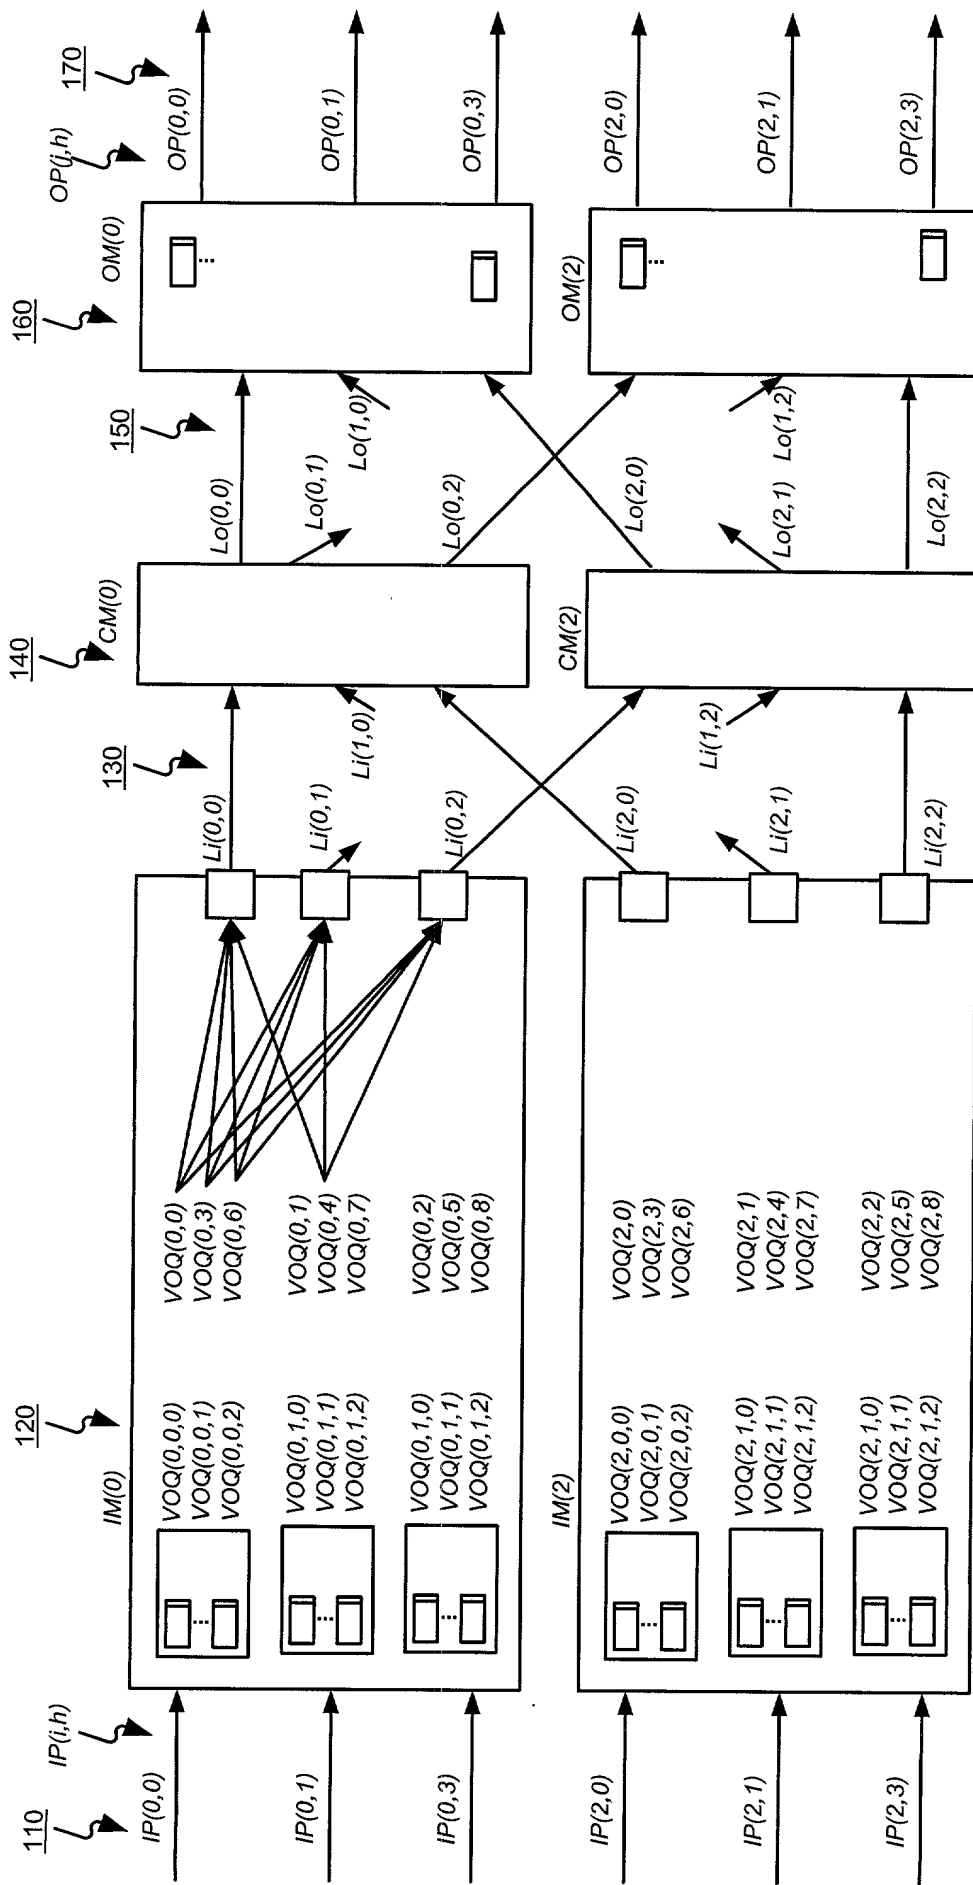 110
IP(i,h)
IP(0,0)
IP(0,1)
IP(0,3)
IP(2,0)
IP(2,1)
IP(2,3)
120
IM(0)
VOQ(0,0,0)
VOQ(0,0,1)
VOQ(0,0,2)
VOQ(0,1,0)
VOQ(0,1,1)
VOQ(0,1,2)
VOQ(0,1,0)
VOQ(0,1,1)
VOQ(0,1,2)
VOQ(0,0)
VOQ(0,3)
VOQ(0,6)
VOQ(0,1)
VOQ(0,4)
VOQ(0,7)
VOQ(0,2)
VOQ(0,5)
VOQ(0,8)
IM(2)
VOQ(2,0,0)
VOQ(2,0,1)
VOQ(2,0,2)
VOQ(2,1,0)
VOQ(2,1,1)
VOQ(2,1,2)
VOQ(2,1,0)
VOQ(2,1,1)
VOQ(2,1,2)
VOQ(2,0)
VOQ(2,3)
VOQ(2,6)
VOQ(2,1)
VOQ(2,4)
VOQ(2,7)
VOQ(2,2)
VOQ(2,5)
VOQ(2,8)
130
Li(0,0)
Li(0,1)
Li(1,0)
Li(0,2)
Li(2,0)
Li(1,2)
Li(2,1)
Li(2,2)
140
CM(0)
CM(2)
150
Lo(0,0)
Lo(0,1)
Lo(1,0)
Lo(0,2)
Lo(2,0)
Lo(1,2)
Lo(2,1)
Lo(2,2)
160
OM(0)
OM(2)
170
OP(j,h)
OP(0,0)
OP(0,1)
OP(0,3)
OP(2,0)
OP(2,1)
OP(2,3)